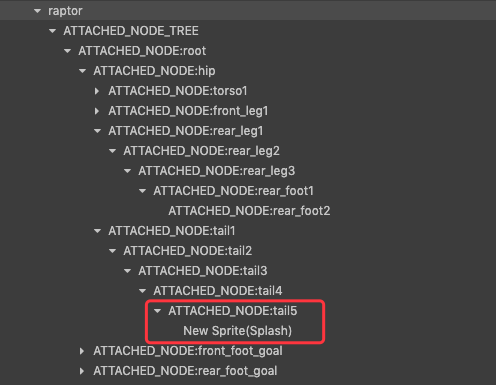 raptor
ATTACHED_NODE_TREE
ATTACHED_NODE:root
ATTACHED_NODE:hip
ATTACHED_NODE:torso1
ATTACHED_NODE:front_leg1
ATTACHED_NODE:rear_leg1
ATTACHED_NODE:rear_leg2
ATTACHED_NODE:rear_leg3
ATTACHED_NODE:rear_foot1
ATTACHED_NODE:rear_foot2
ATTACHED_NODE:tail1
ATTACHED_NODE:tail2
ATTACHED_NODE:tail3
ATTACHED_NODE:tail4
ATTACHED_NODE:tail5
New Sprite(Splash)
ATTACHED_NODE:front_foot_goal
ATTACHED_NODE:rear_foot_goal